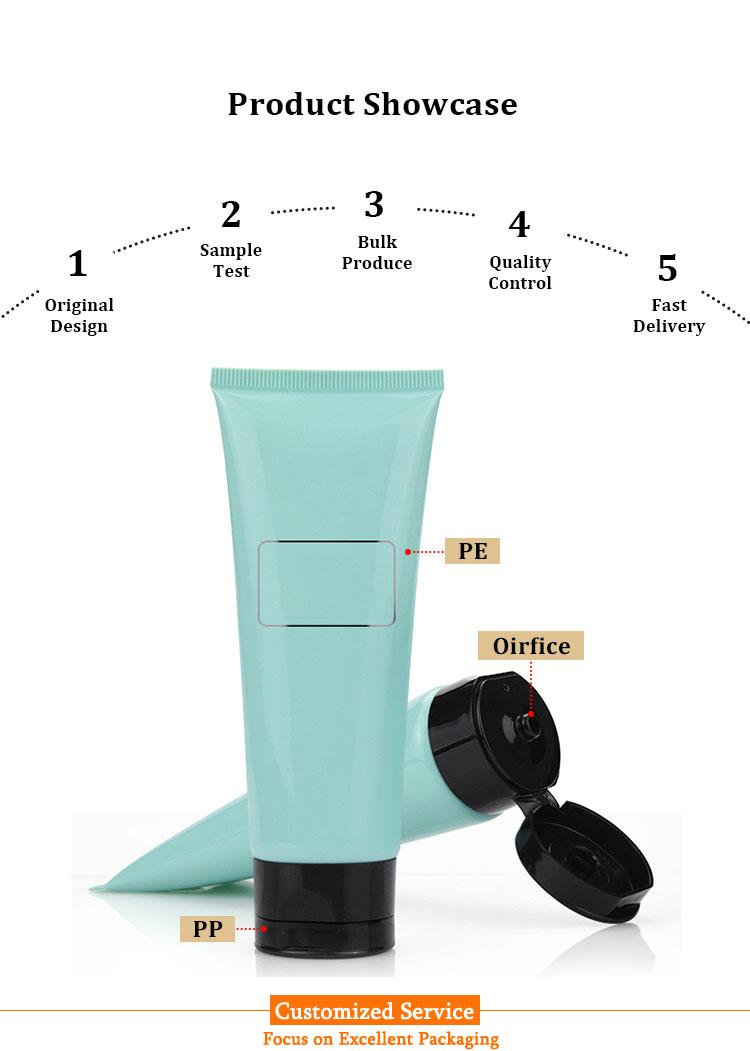 Product Showcase
1
Original
Design
2
Sample
Test
3
Bulk
Produce
4
Quality
Control
5
Fast
Delivery
PE
Oirfice
PP
Customized Service
Focus on Excellent Packaging